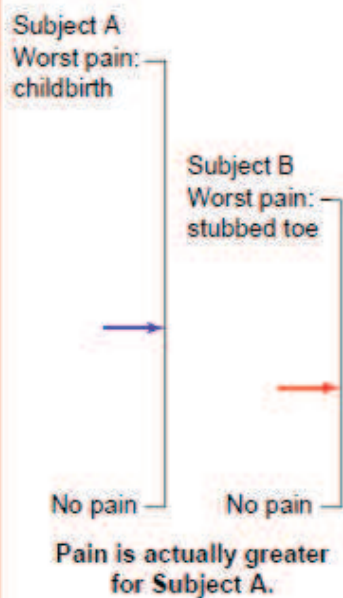 Subject A
Worst pain:
childbirth
Subject B
Worst pain:
stubbed toe
No pain
No pain
Pain is actually greater
for Subject A.